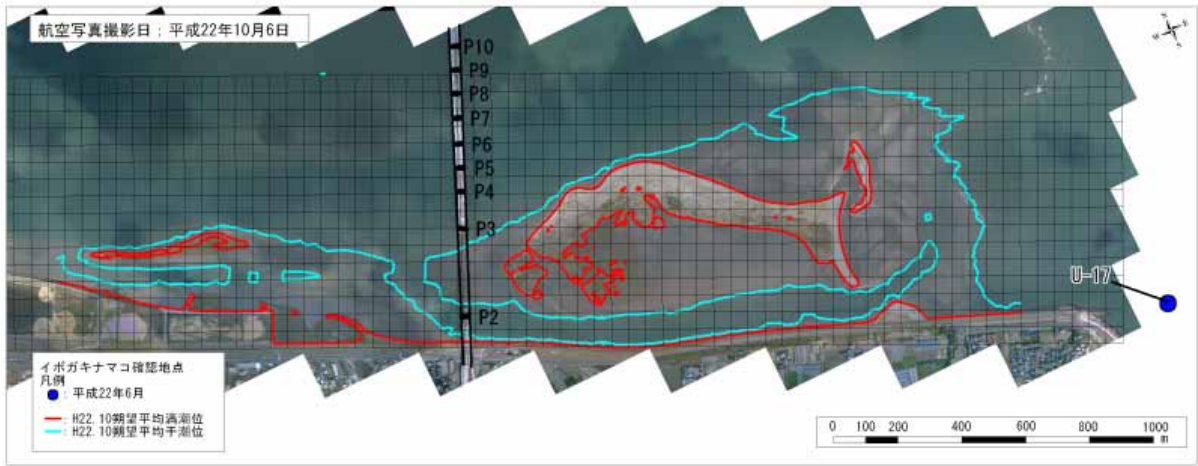 航空写真撮影日：平成22年10月6日
N
W
S
P10
P9
P8
P7
P6
P5
P4
P3
P2
U-17
イボガキナマコ確認地点
凡例
：平成22年6月
：H22.10朔望平均満潮位
：H22.10朔望平均干潮位
0 100 200 400 600 800 1000
m